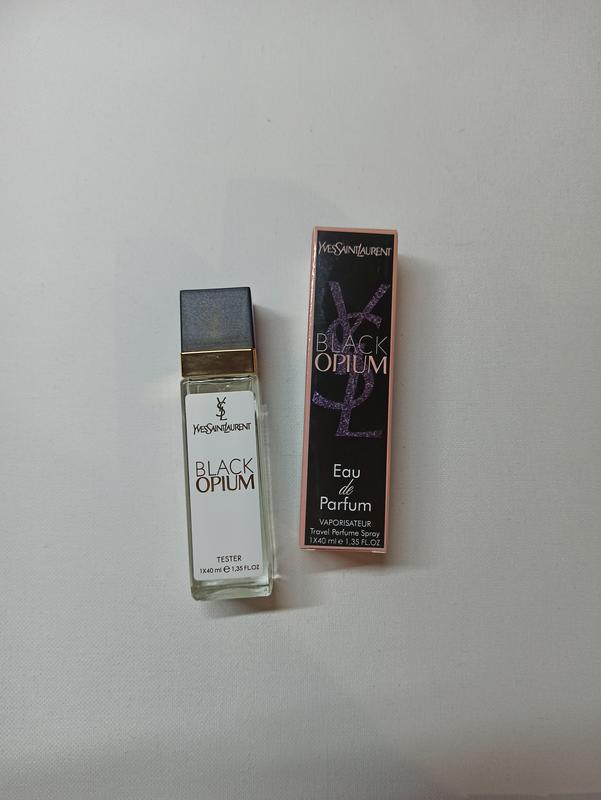 YSL
YVESSAINTLAURENT
BLACK
OPIUM
TESTER
1X40 ml ℮ 1,35 FL.OZ
YVESSAINTLAURENT
YSL
BLACK
OPIUM
Eau
de
Parfum
VAPORISATEUR
Travel Perfume Spray
1X40 ml ℮ 1,35 FL.OZ